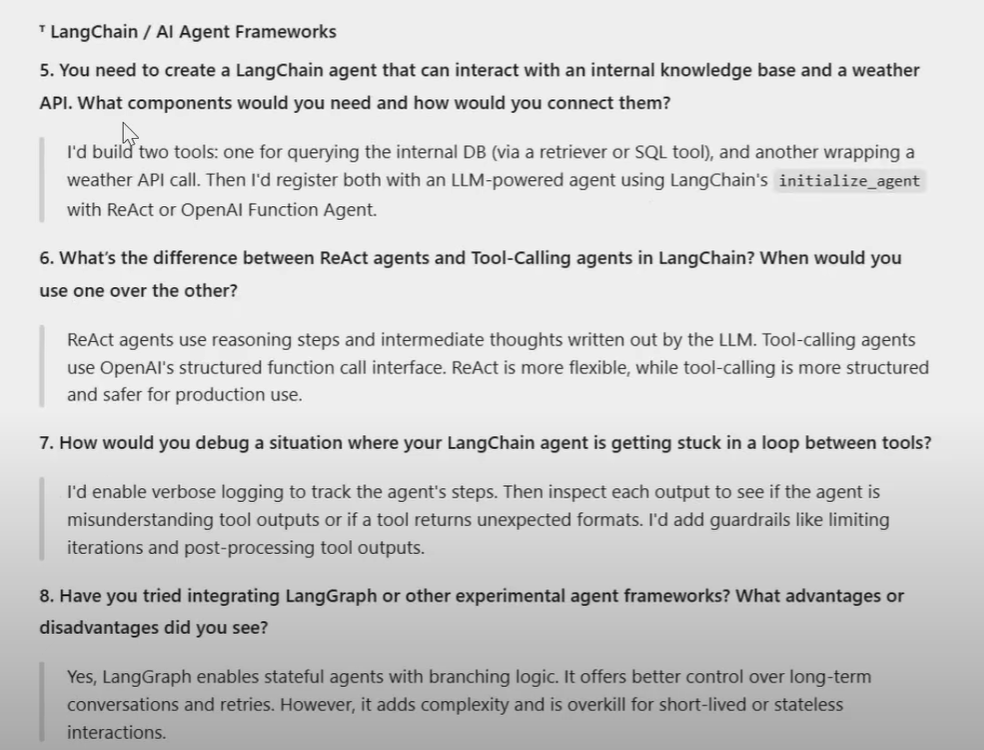 T LangChain / AI Agent Frameworks
5. You need to create a LangChain agent that can interact with an internal knowledge base and a weather
API. What components would you need and how would you connect them?
I'd build two tools: one for querying the internal DB (via a retriever or SQL tool), and another wrapping a
weather API call. Then I'd register both with an LLM-powered agent using LangChain's initialize_agent
with ReAct or OpenAI Function Agent.
6. What's the difference between ReAct agents and Tool-Calling agents in LangChain? When would you
use one over the other?
ReAct agents use reasoning steps and intermediate thoughts written out by the LLM. Tool-calling agents
use OpenAI's structured function call interface. ReAct is more flexible, while tool-calling is more structured
and safer for production use.
7. How would you debug a situation where your LangChain agent is getting stuck in a loop between tools?
I'd enable verbose logging to track the agent's steps. Then inspect each output to see if the agent is
misunderstanding tool outputs or if a tool returns unexpected formats. I'd add guardrails like limiting
iterations and post-processing tool outputs.
8. Have you tried integrating LangGraph or other experimental agent frameworks? What advantages or
disadvantages did you see?
Yes, LangGraph enables stateful agents with branching logic. It offers better control over long-term
conversations and retries. However, it adds complexity and is overkill for short-lived or stateless
interactions.